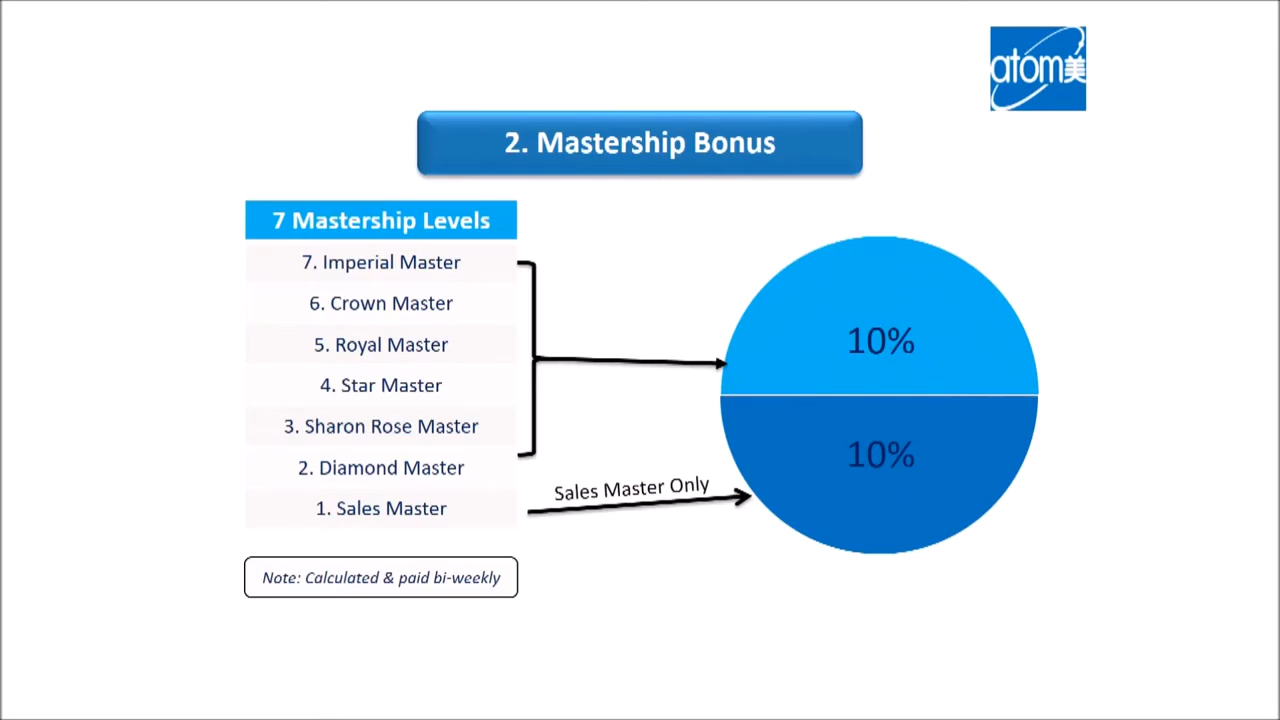 atom美
2. Mastership Bonus
7 Mastership Levels
7. Imperial Master
6. Crown Master
5. Royal Master
4. Star Master
3. Sharon Rose Master
2. Diamond Master
1. Sales Master
Sales Master Only
10%
10%
Note: Calculated & paid bi-weekly